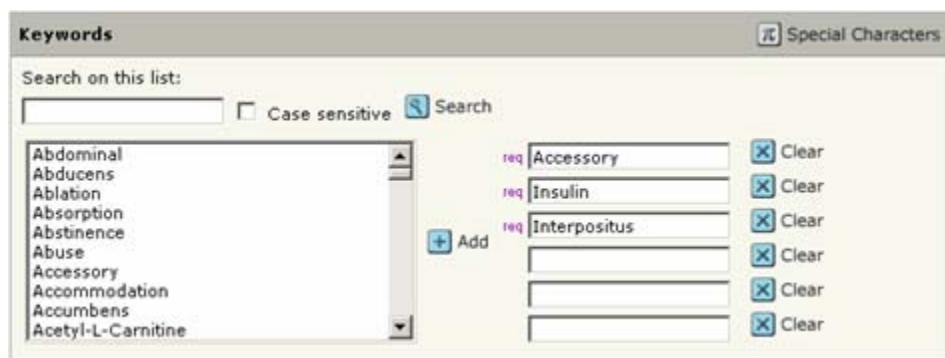 Keywords
Special Characters
Search on this list:
Case sensitive
Search
Abdominal
Abducens
Ablation
Absorption
Abstinence
Abuse
Accessory
Accommodation
Accumbens
Acetyl-L-Carnitine
Add
req Accessory Clear
req Insulin Clear
req Interpositus Clear
Clear
Clear
Clear